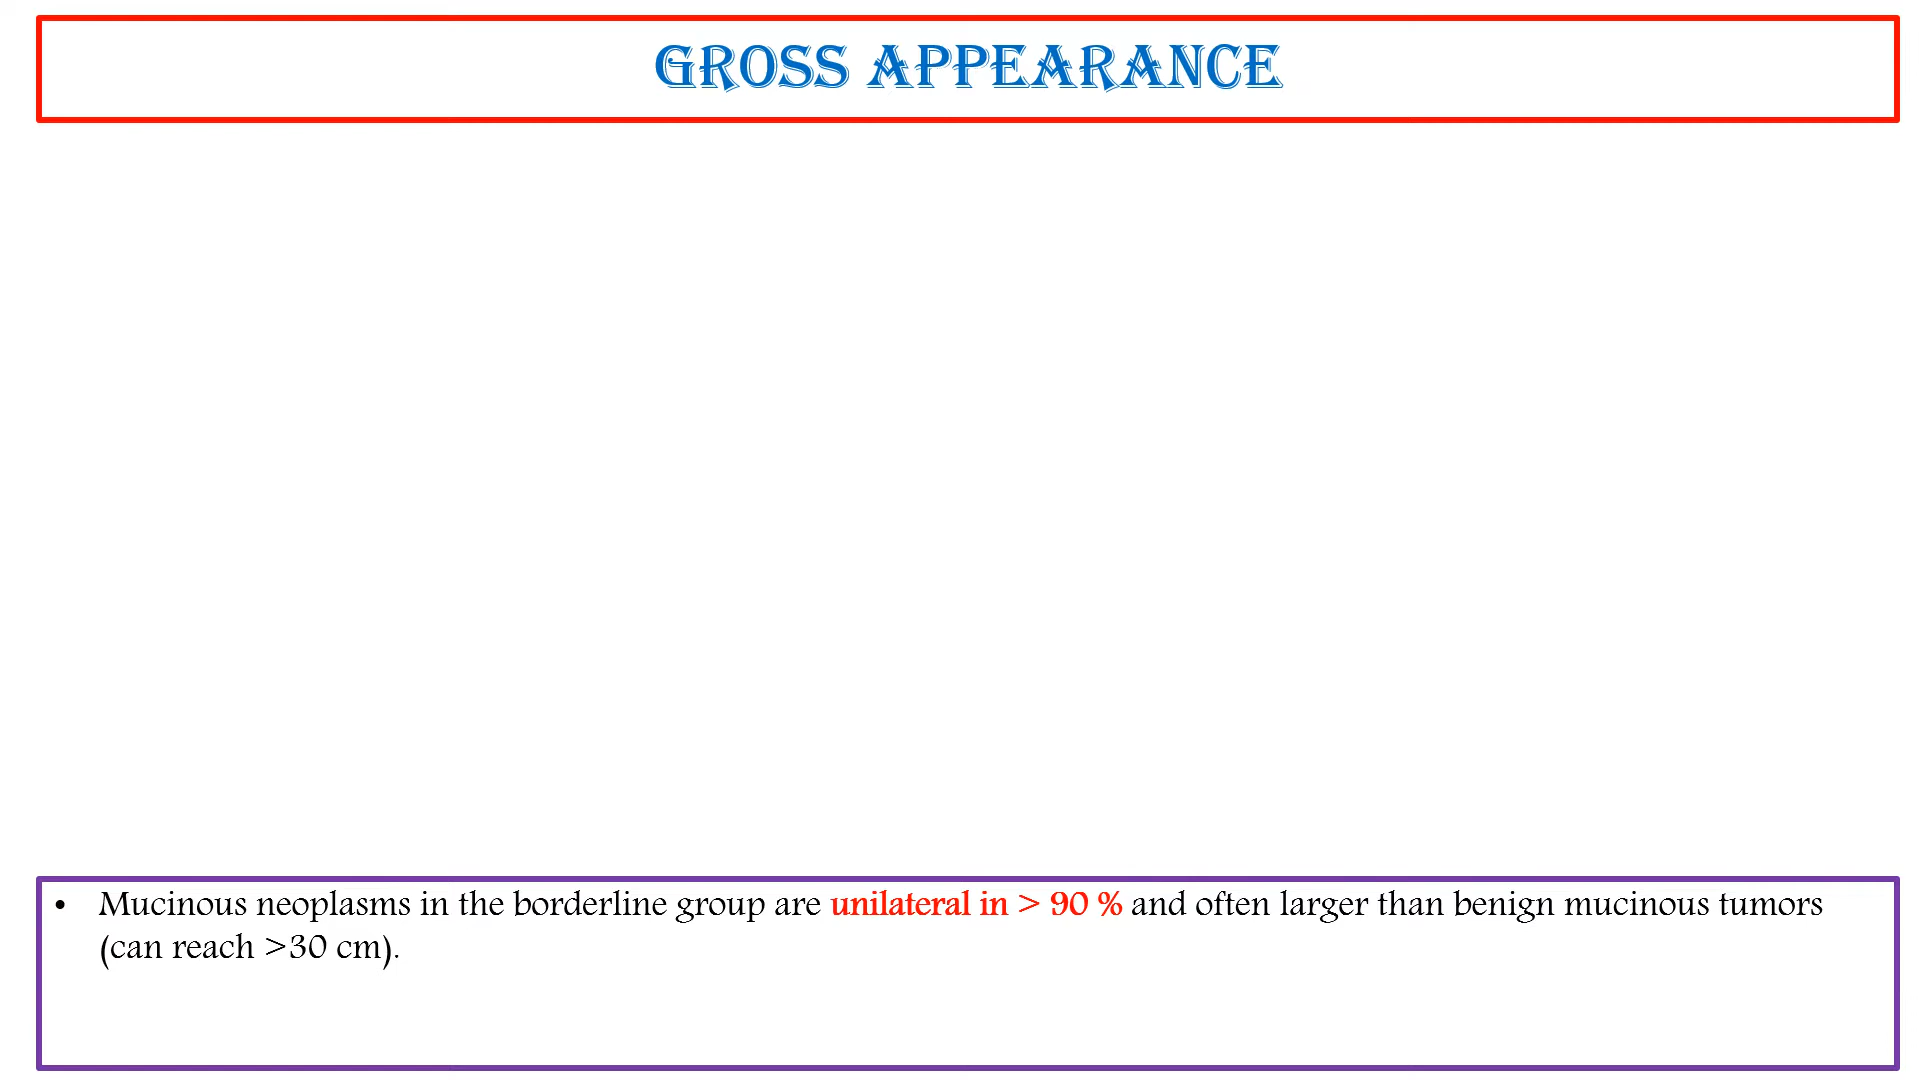 GROSS APPEARANCE
• Mucinous neoplasms in the borderline group are unilateral in > 90 % and often larger than benign mucinous tumors
(can reach >30 cm).